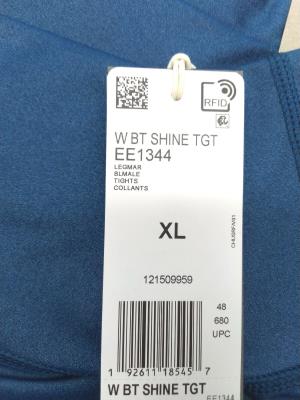 RFID
W BT SHINE TGT
EE1344
LEGMAR
BLMALE
TIGHTS
COLLANTS
XL
121509959
48
680
UPC
1 92611 18545 7
W BT SHINE TGT
EE1344